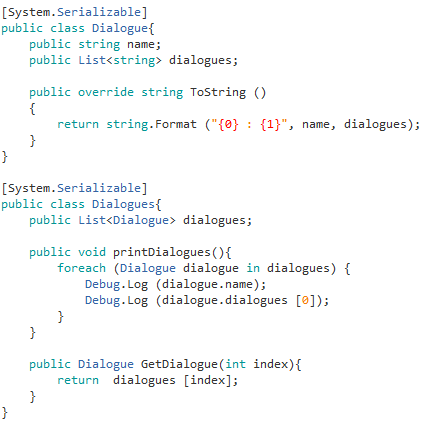 [System.Serializable]
public class Dialogue{
    public string name;
    public List<string> dialogues;

    public override string ToString ()
    {
        return string.Format ("{0} : {1}", name, dialogues);
    }
}

[System.Serializable]
public class Dialogues{
    public List<Dialogue> dialogues;

    public void printDialogues(){
        foreach (Dialogue dialogue in dialogues) {
            Debug.Log (dialogue.name);
            Debug.Log (dialogue.dialogues [0]);
        }
    }

    public Dialogue GetDialogue(int index){
        return  dialogues [index];
    }
}